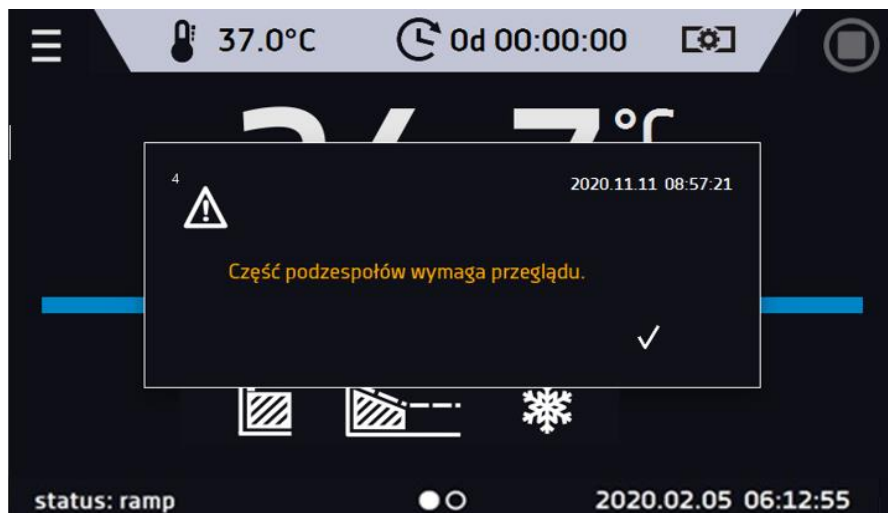 37.0°C
0d 00:00:00
°C
4
2020.11.11 08:57:21
Część podzespołów wymaga przeglądu.
status: ramp
2020.02.05 06:12:55